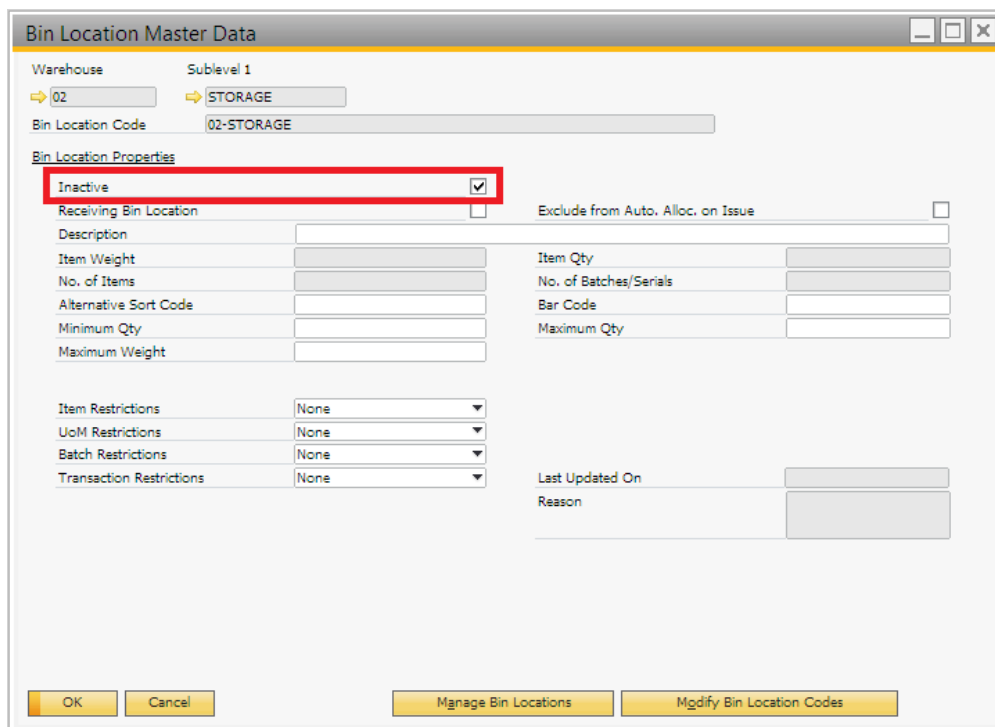 Bin Location Master Data
Warehouse Sublevel 1
02 STORAGE
Bin Location Code 02-STORAGE
Bin Location Properties
Inactive
Receiving Bin Location Exclude from Auto. Alloc. on Issue
Description
Item Weight Item Qty
No. of Items No. of Batches/Serials
Alternative Sort Code Bar Code
Minimum Qty Maximum Qty
Maximum Weight
Item Restrictions None
UoM Restrictions None
Batch Restrictions None
Transaction Restrictions None Last Updated On
Reason
OK Cancel Manage Bin Locations Modify Bin Location Codes